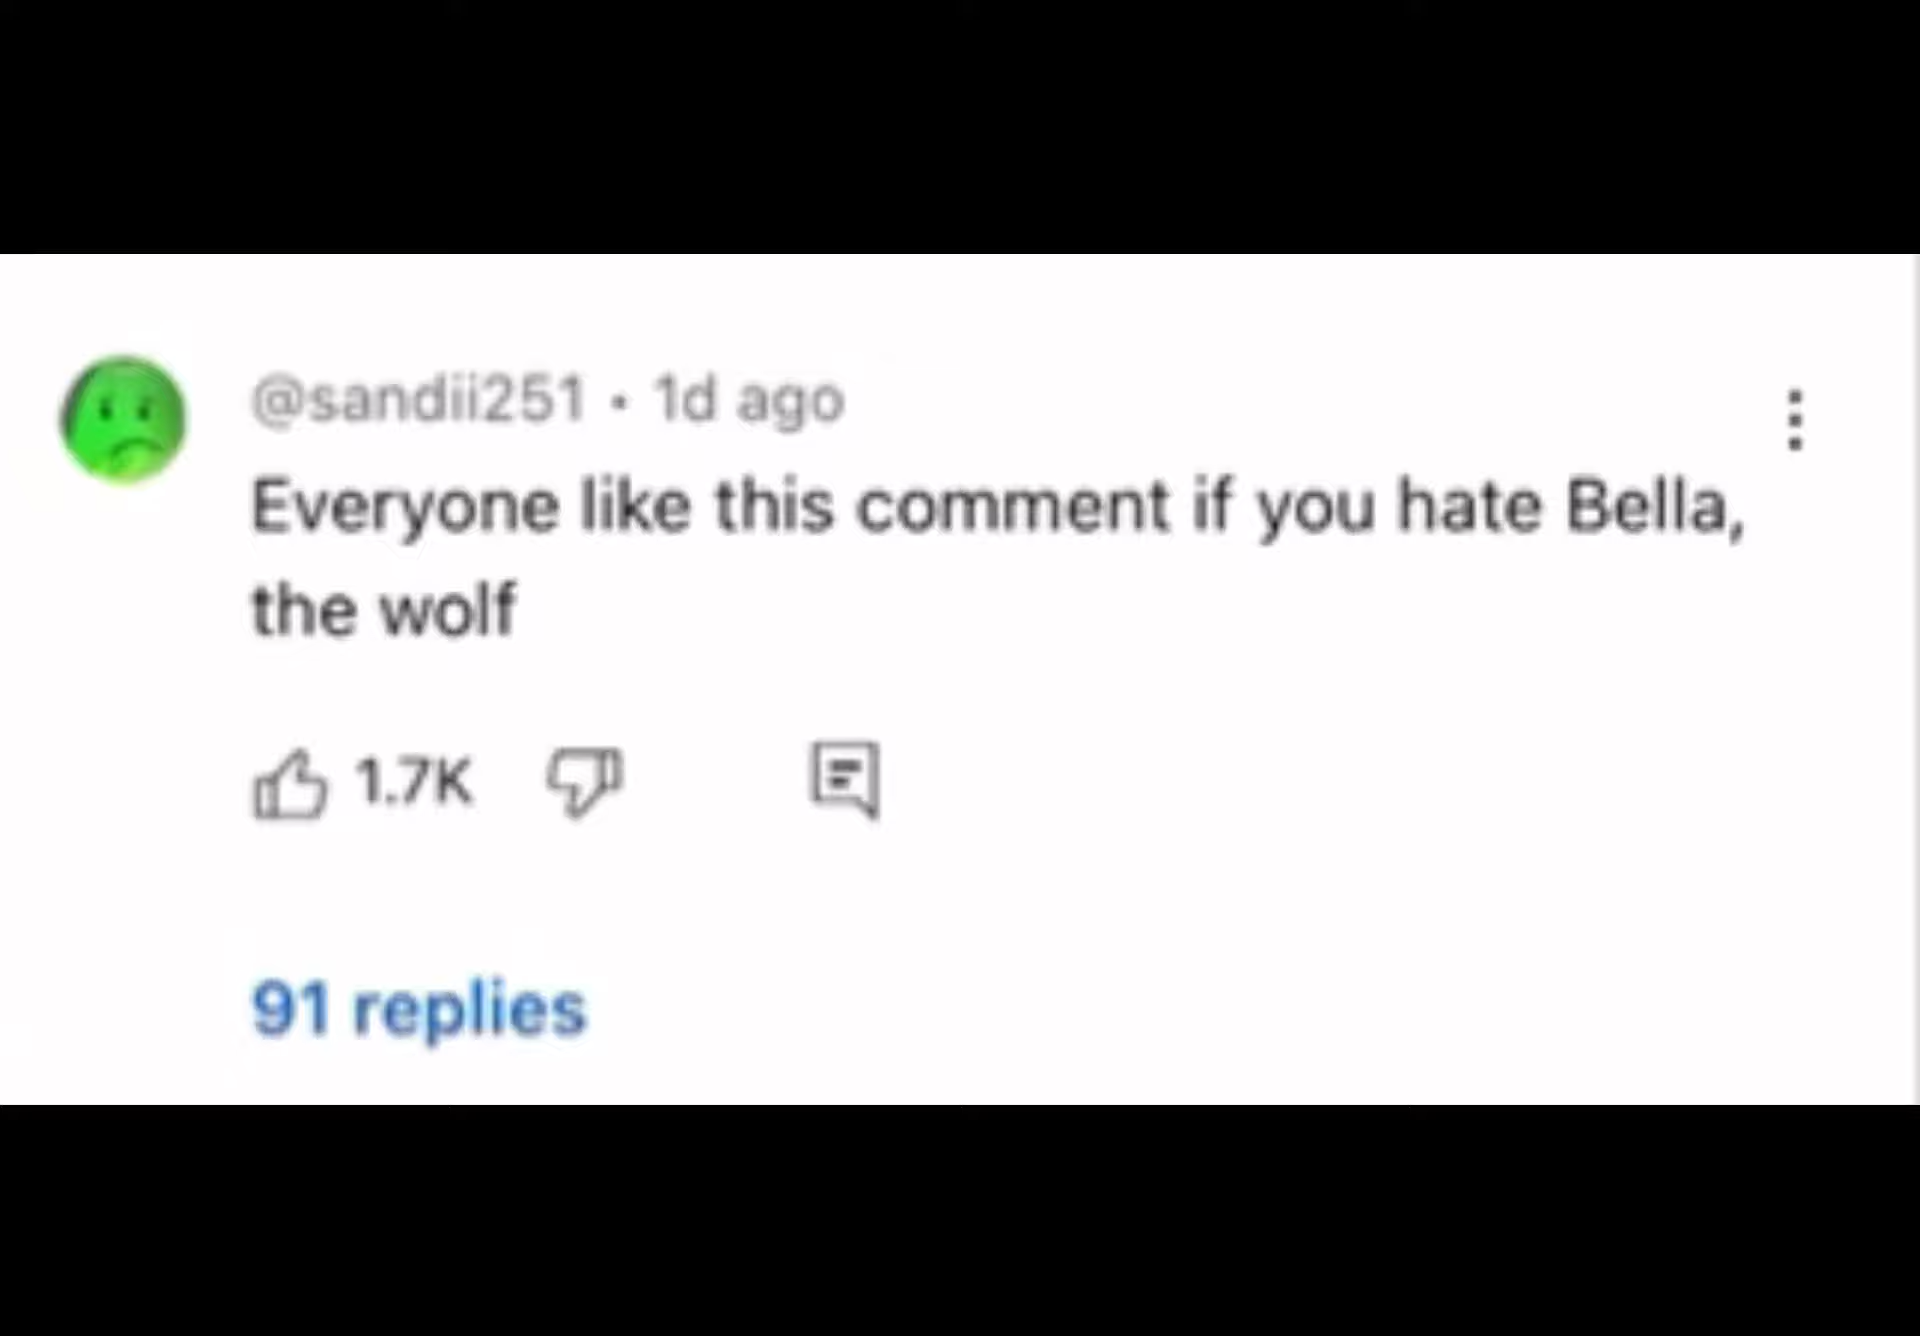 @sandii251 • 1d ago
Everyone like this comment if you hate Bella,
the wolf
1.7K
91 replies